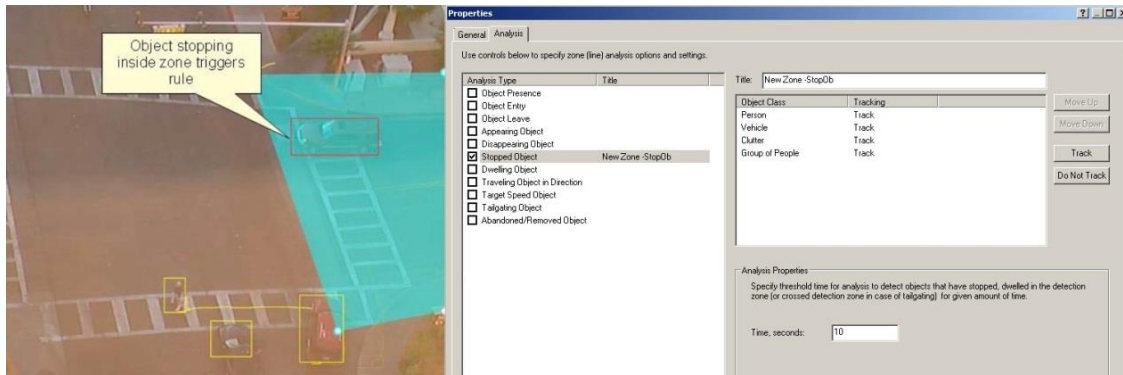 Object stopping
inside zone triggers
rule
Properties
General Analysis
Use controls below to specify zone (line) analysis options and settings.
Analysis Type Title
Object Presence
Object Entry
Object Leave
Appearing Object
Disappearing Object
Stopped Object New Zone -StopOb
Dwelling Object
Traveling Object in Direction
Target Speed Object
Tailgating Object
Abandoned/Removed Object
Title: New Zone -StopOb
Object Class Tracking
Person Track
Vehicle Track
Clutter Track
Group of People Track
Move Up
Move Down
Track
Do Not Track
Analysis Properties
Specify threshold time for analysis to detect objects that have stopped, dwelled in the detection
zone (or crossed detection zone in case of tailgating) for given amount of time.
Time, seconds: 10